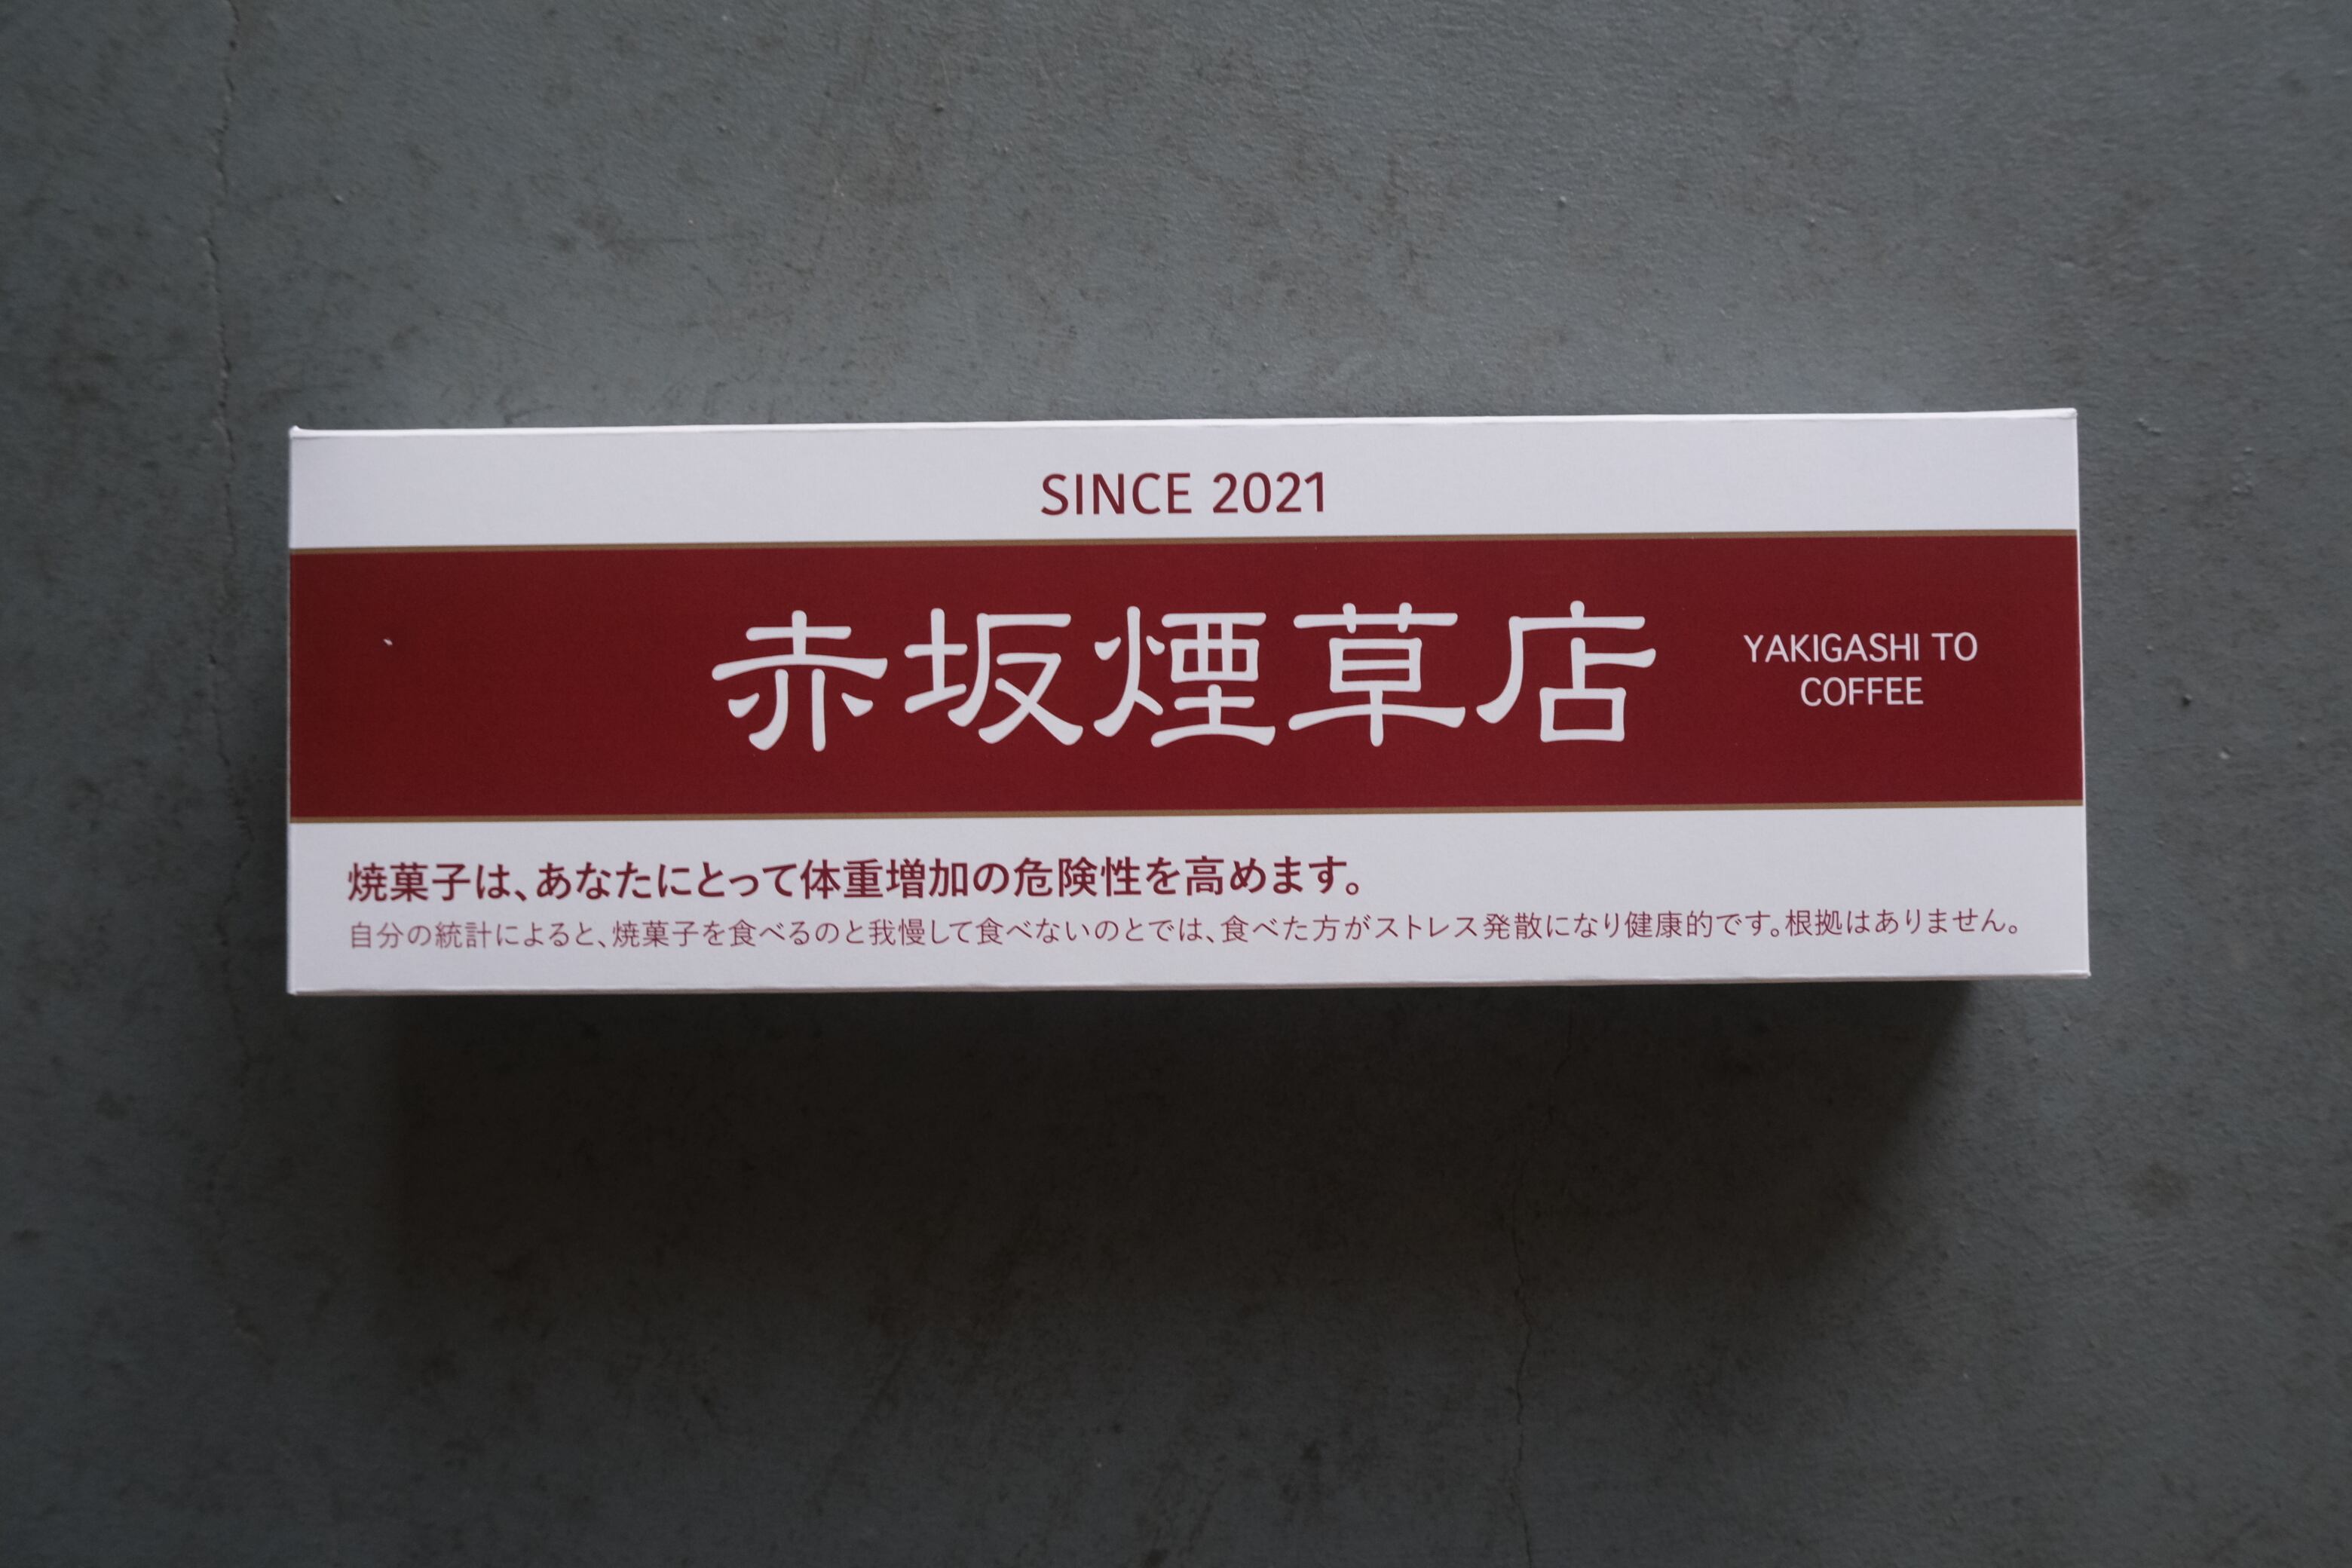 SINCE 2021
赤坂煙草店
YAKIGASHI TO
COFFEE
焼菓子は、あなたにとって体重増加の危険性を高めます。
自分の統計によると、焼菓子を食べるのと我慢して食べないのとでは、食べた方がストレス発散になり健康的です。根拠はありません。